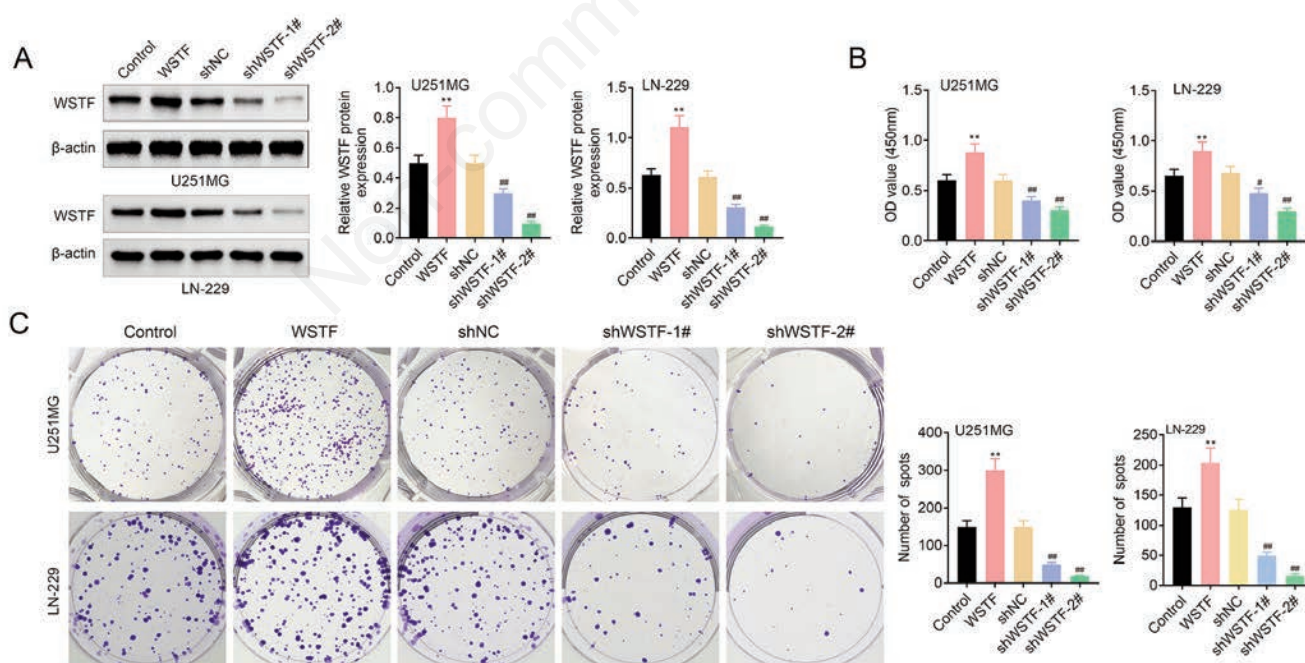 Non-comm
A
Control
WSTF
shNC
shWSTF-1#
shWSTF-2#
WSTF
β-actin
U251MG
WSTF
β-actin
LN-229
U251MG
Relative WSTF protein
expression
1.0
0.8
0.6
0.4
0.2
0.0
**
##
##
Control
WSTF
shNC
shWSTF-1#
shWSTF-2#
LN-229
Relative WSTF protein
expression
1.5
1.0
0.5
0.0
**
##
##
Control
WSTF
shNC
shWSTF-1#
shWSTF-2#
B
U251MG
OD value (450nm)
1.5
1.0
0.5
0.0
**
##
##
Control
WSTF
shNC
shWSTF-1#
shWSTF-2#
LN-229
OD value (450nm)
1.5
1.0
0.5
0.0
**
#
##
Control
WSTF
shNC
shWSTF-1#
shWSTF-2#
C
Control
WSTF
shNC
shWSTF-1#
shWSTF-2#
U251MG
LN-229
U251MG
Number of spots
400
300
200
100
0
**
##
##
Control
WSTF
shNC
shWSTF-1#
shWSTF-2#
LN-229
Number of spots
250
200
150
100
50
0
**
##
##
Control
WSTF
shNC
shWSTF-1#
shWSTF-2#